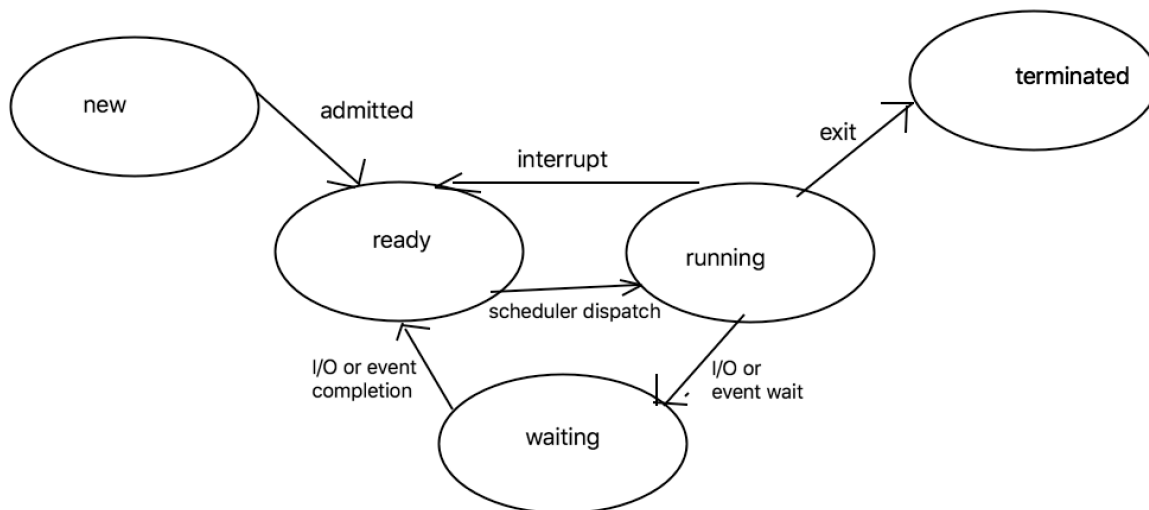 new
admitted
terminated
exit
interrupt
ready
running
scheduler dispatch
I/O or event
completion
I/O or
event wait
waiting